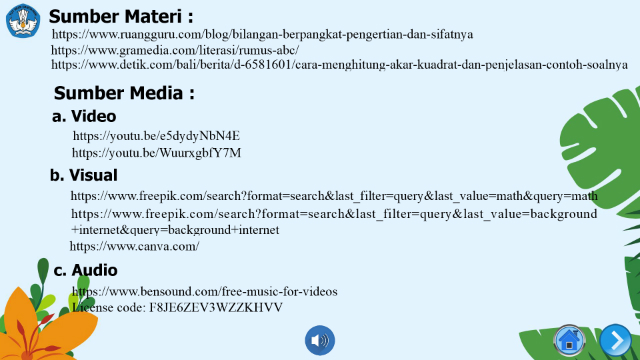 Sumber Materi :
https://www.ruangguru.com/blog/bilangan-berpangkat-pengertian-dan-sifatnya
https://www.gramedia.com/literasi/rumus-abc/
https://www.detik.com/bali/berita/d-6581601/cara-menghitung-akar-kuadrat-dan-penjelasan-contoh-soalnya
Sumber Media :
a. Video
https://youtu.be/e5dydyNbN4E
https://youtu.be/WuurxgbfY7M
b. Visual
https://www.freepik.com/search?format=search&last_filter=query&last_value=math&query=math
https://www.freepik.com/search?format=search&last_filter=query&last_value=background
+internet&query=background+internet
https://www.canva.com/
c. Audio
https://www.bensound.com/free-music-for-videos
License code: F8JE6ZEV3WZZKHVV